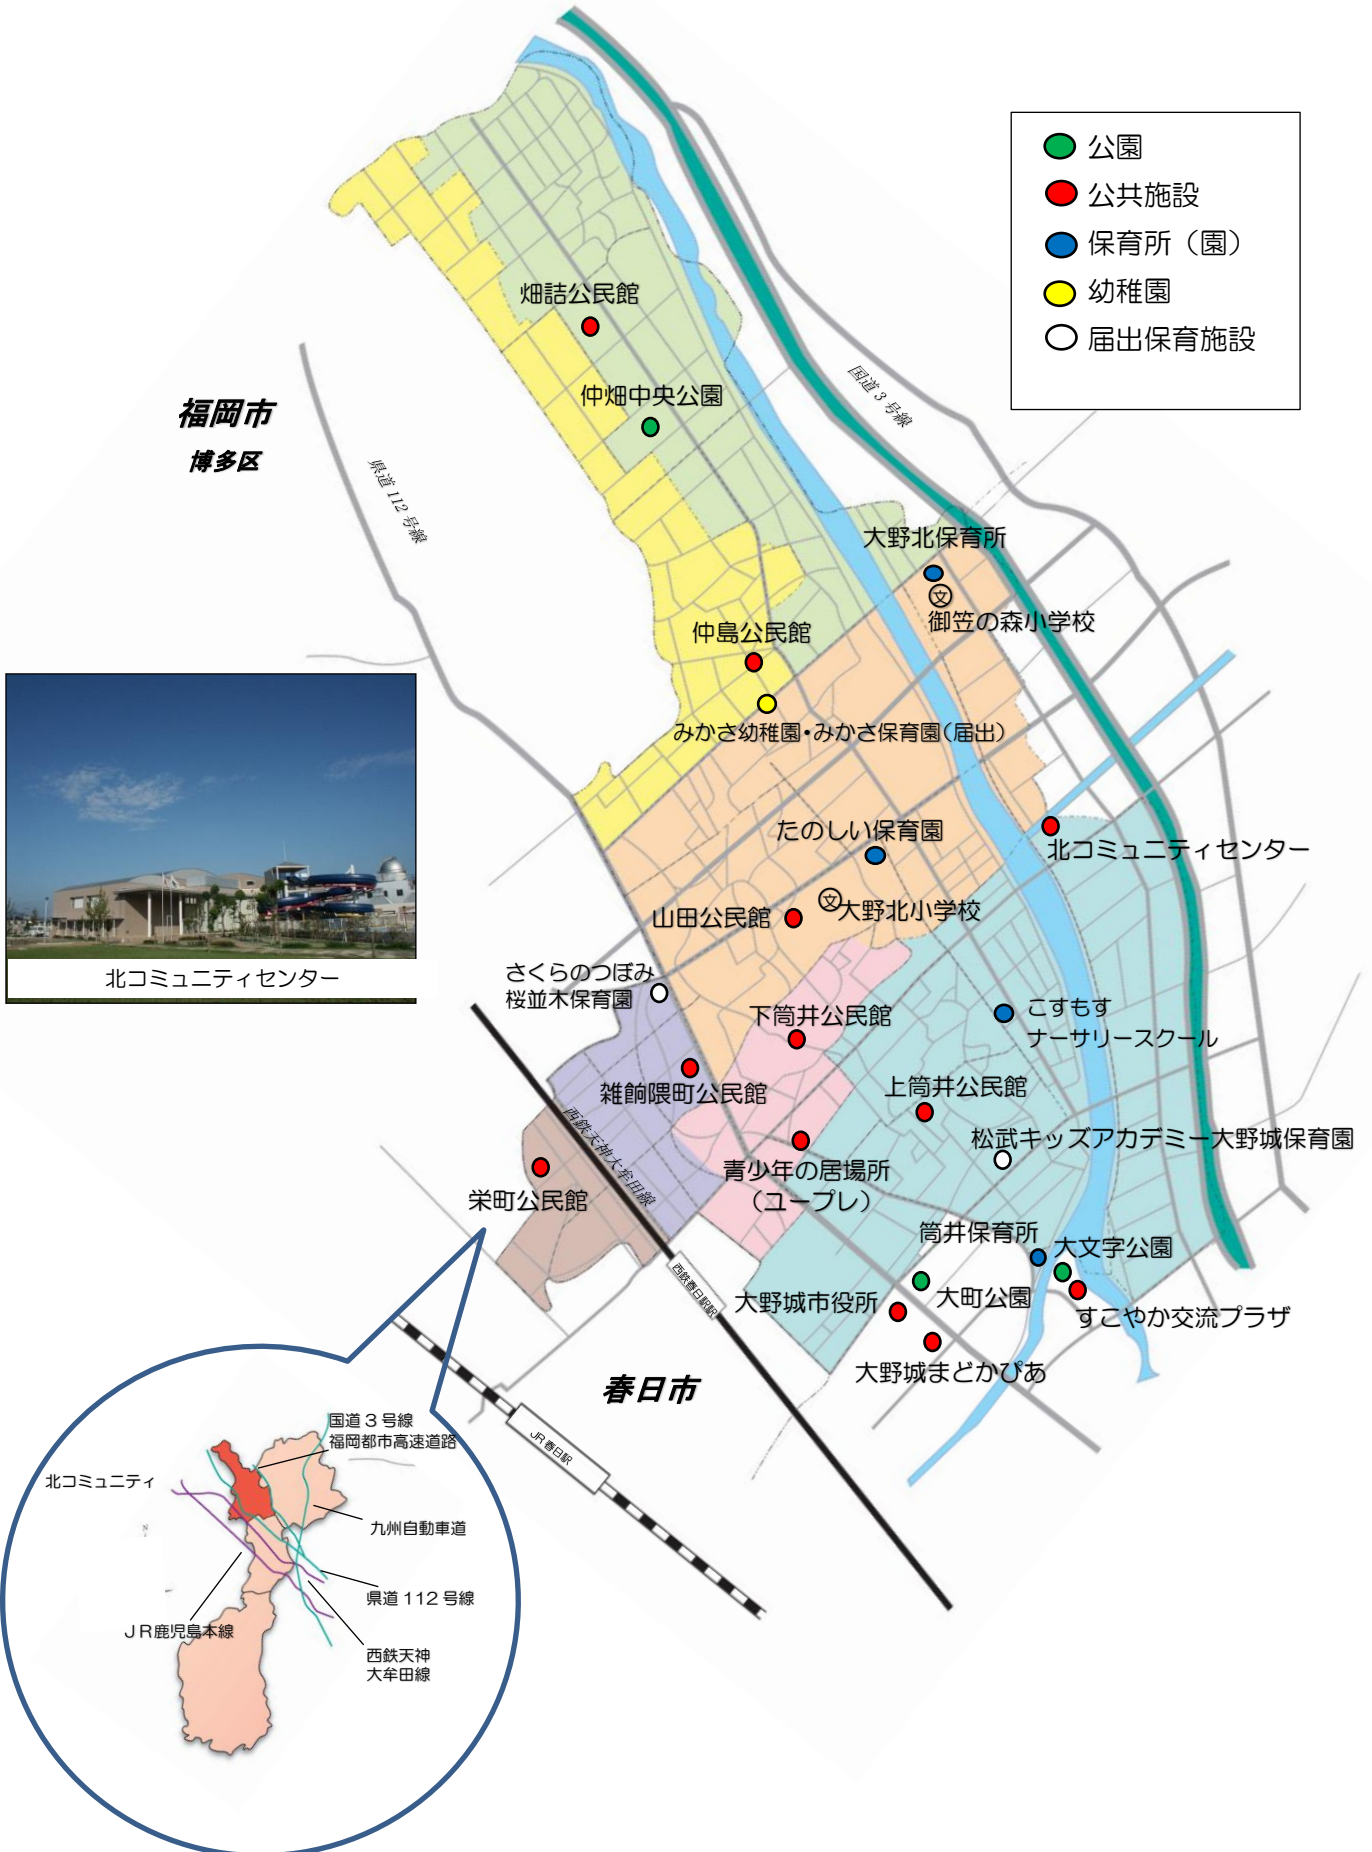 公園
公共施設
保育所（園）
幼稚園
届出保育施設
畑詰公民館
仲畑中央公園
国道3号線
福岡市
博多区
県道112号線
大野北保育所
文
御笠の森小学校
仲島公民館
みかさ幼稚園・みかさ保育園（届出）
たのしい保育園
北コミュニティセンター
文
大野北小学校
山田公民館
北コミュニティセンター
さくらのつぼみ
桜並木保育園
下筒井公民館
こすもす
ナーサリースクール
雑餉隈町公民館
上筒井公民館
西鉄天神大牟田線
松武キッズアカデミー大野城保育園
青少年の居場所
（ユープレ）
栄町公民館
筒井保育所
大文字公園
西鉄春日原駅
大町公園
大野城市役所
すこやか交流プラザ
大野城まどかぴあ
春日市
JR春日駅
国道3号線
福岡都市高速道路
北コミュニティ
九州自動車道
県道112号線
JR鹿児島本線
西鉄天神
大牟田線